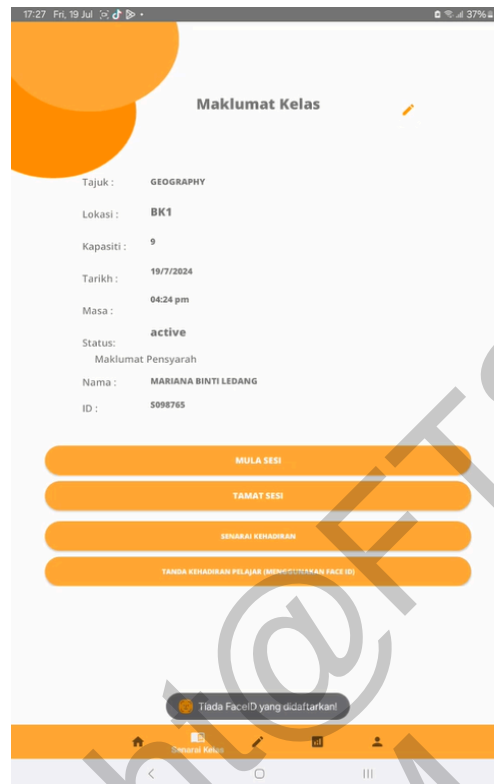 17:27 Fri, 19 Jul
37%
Maklumat Kelas
Tajuk : GEOGRAPHY
Lokasi : BK1
Kapasiti : 9
Tarikh : 19/7/2024
Masa : 04:24 pm
Status: active
Maklumat Pensyarah
Nama : MARIANA BINTI LEDANG
ID : S098765
MULA SESI
TAMAT SESI
SENARAI KEHADIRAN
TANDA KEHADIRAN PELAJAR (MENGGUNAKAN FACE ID)
Tiada FaceID yang didaftarkan!
Senarai Kelas